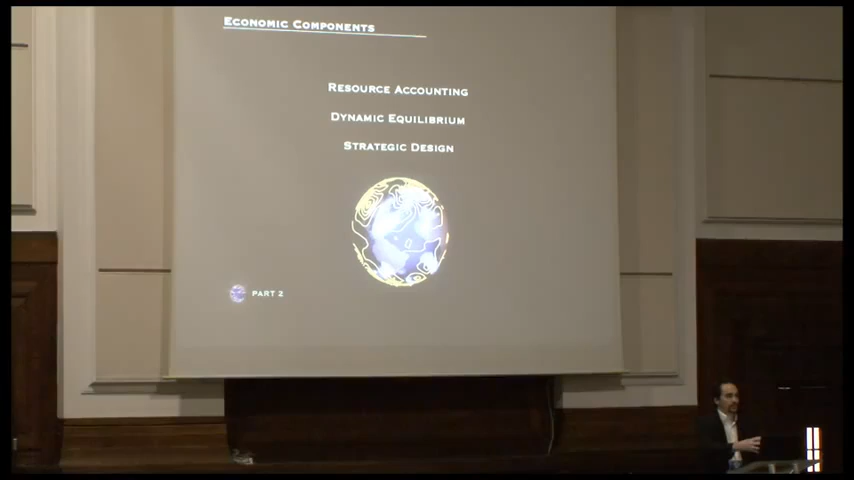 Economic Components
Resource Accounting
Dynamic Equilibrium
Strategic Design
Part 2